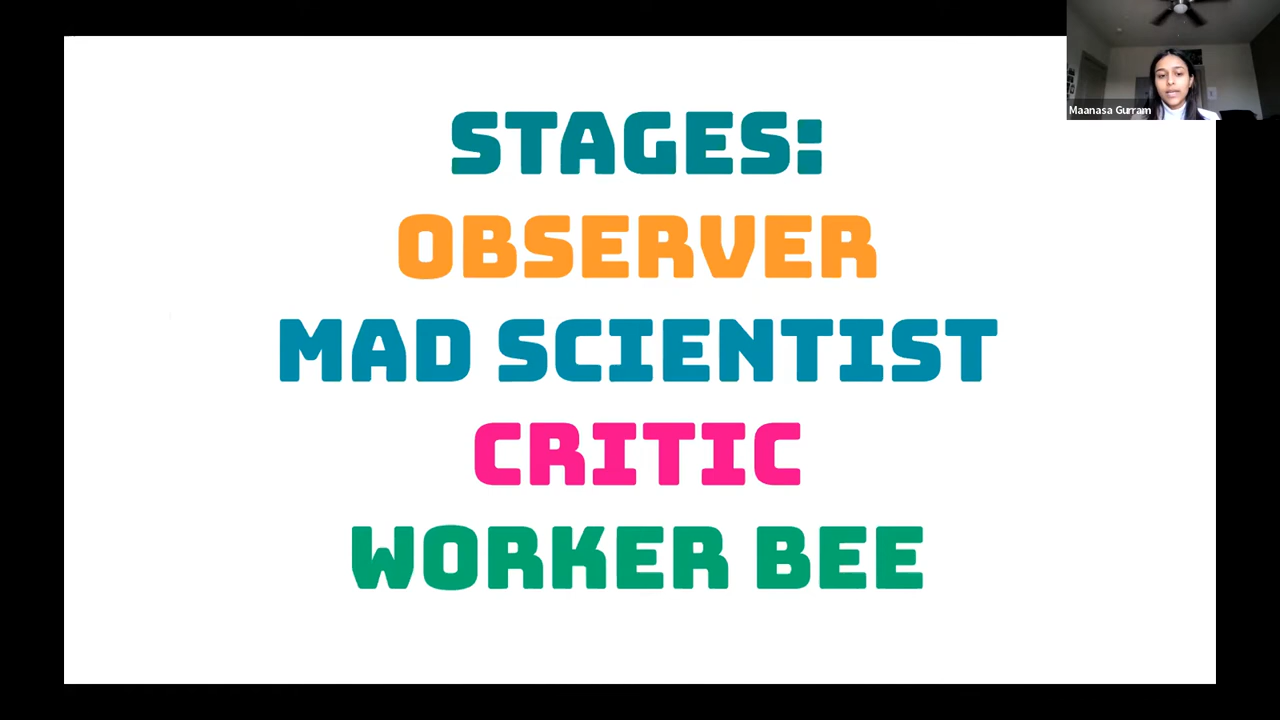 Maanasa Gurram
STAGES:
OBSERVER
MAD SCIENTIST
CRITIC
WORKER BEE